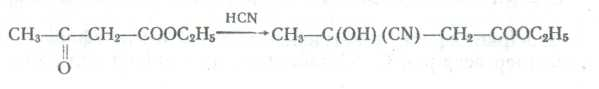 HCN
CH₃—C—CH₂—COOC₂H₅ → CH₃—C(OH)(CN)—CH₂—COOC₂H₅
||
O